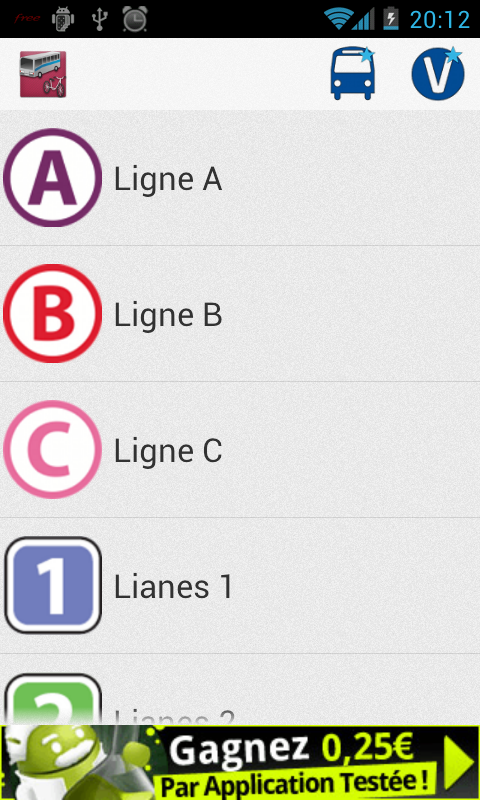 free 20:12
V
A Ligne A
B Ligne B
C Ligne C
1 Lianes 1
2 Lianes 2
Gagnez 0,25€
Par Application Testée !